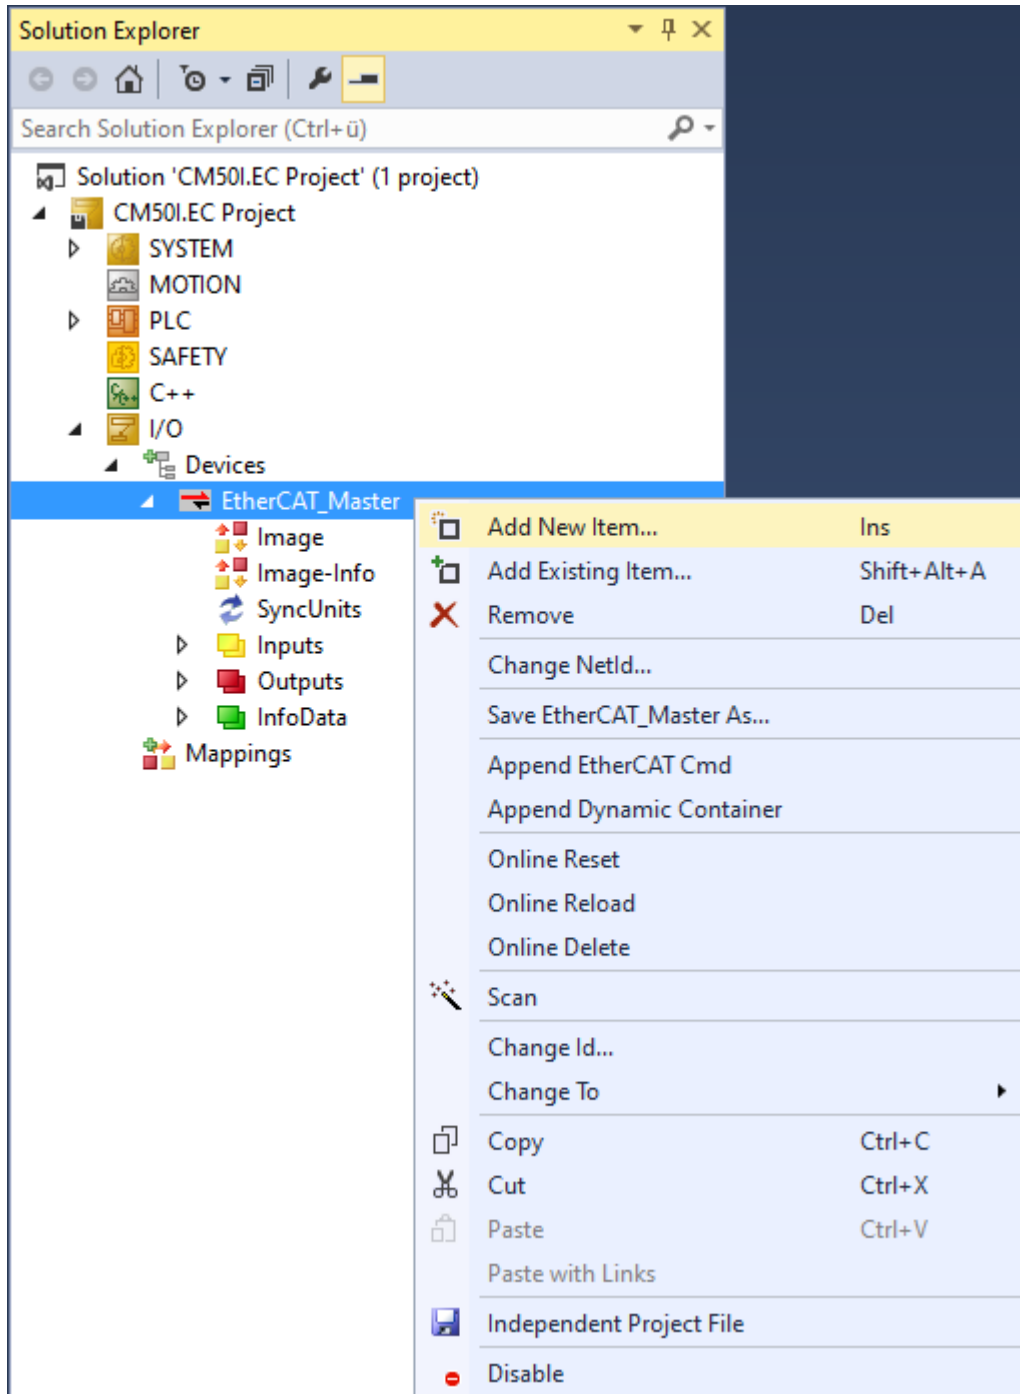 Solution Explorer
Search Solution Explorer (Ctrl+ü)
Solution 'CM50I.EC Project' (1 project)
CM50I.EC Project
SYSTEM
MOTION
PLC
SAFETY
C++
I/O
Devices
EtherCAT_Master
Image
Image-Info
SyncUnits
Inputs
Outputs
InfoData
Mappings
Add New Item... Ins
Add Existing Item... Shift+Alt+A
Remove Del
Change NetId...
Save EtherCAT_Master As...
Append EtherCAT Cmd
Append Dynamic Container
Online Reset
Online Reload
Online Delete
Scan
Change Id...
Change To
Copy Ctrl+C
Cut Ctrl+X
Paste Ctrl+V
Paste with Links
Independent Project File
Disable